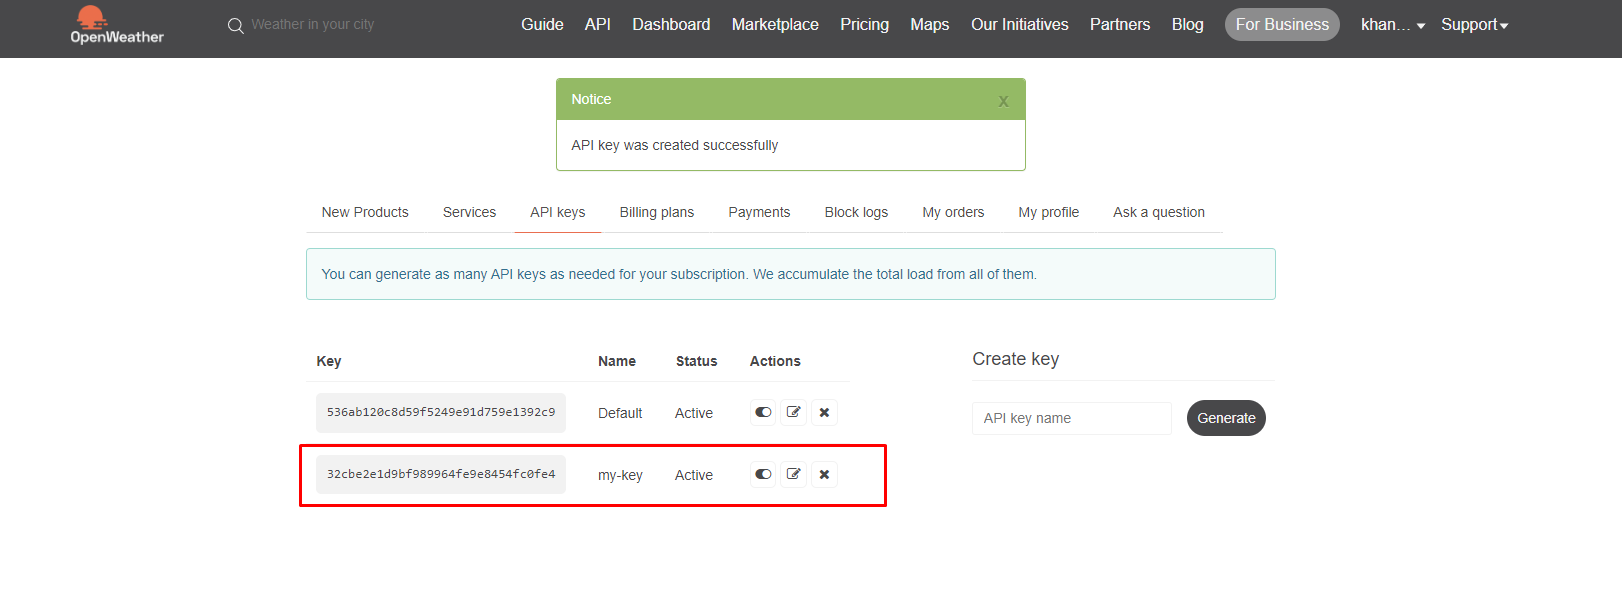 OpenWeather
Weather in your city
Guide API Dashboard Marketplace Pricing Maps Our Initiatives Partners Blog For Business khan... Support
Notice x
API key was created successfully
New Products Services API keys Billing plans Payments Block logs My orders My profile Ask a question
You can generate as many API keys as needed for your subscription. We accumulate the total load from all of them.
Key Name Status Actions
536ab120c8d59f5249e91d759e1392c9 Default Active
32cbe2e1d9bf989964fe9e8454fc0fe4 my-key Active
Create key
API key name Generate